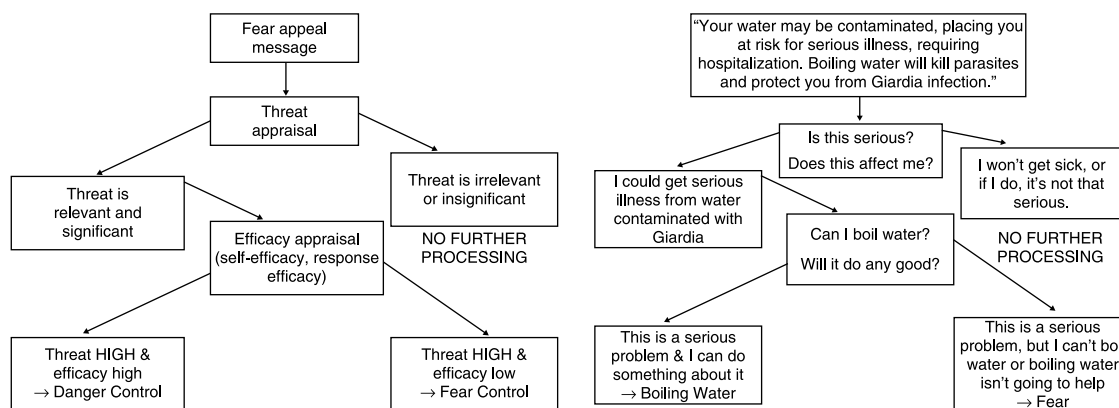 Fear appeal
message
Threat
appraisal
Threat is
relevant and
significant
Threat is irrelevant
or insignificant
NO FURTHER
PROCESSING
Efficacy appraisal
(self-efficacy, response
efficacy)
Threat HIGH &
efficacy high
→ Danger Control
Threat HIGH &
efficacy low
→ Fear Control
“Your water may be contaminated, placing you
at risk for serious illness, requiring
hospitalization. Boiling water will kill parasites
and protect you from Giardia infection.”
Is this serious?
Does this affect me?
I could get serious
illness from water
contaminated with
Giardia
I won’t get sick, or
if I do, it’s not that
serious.
NO FURTHER
PROCESSING
Can I boil water?
Will it do any good?
This is a serious
problem & I can do
something about it
→ Boiling Water
This is a serious
problem, but I can’t bo
water or boiling water
isn’t going to help
→ Fear